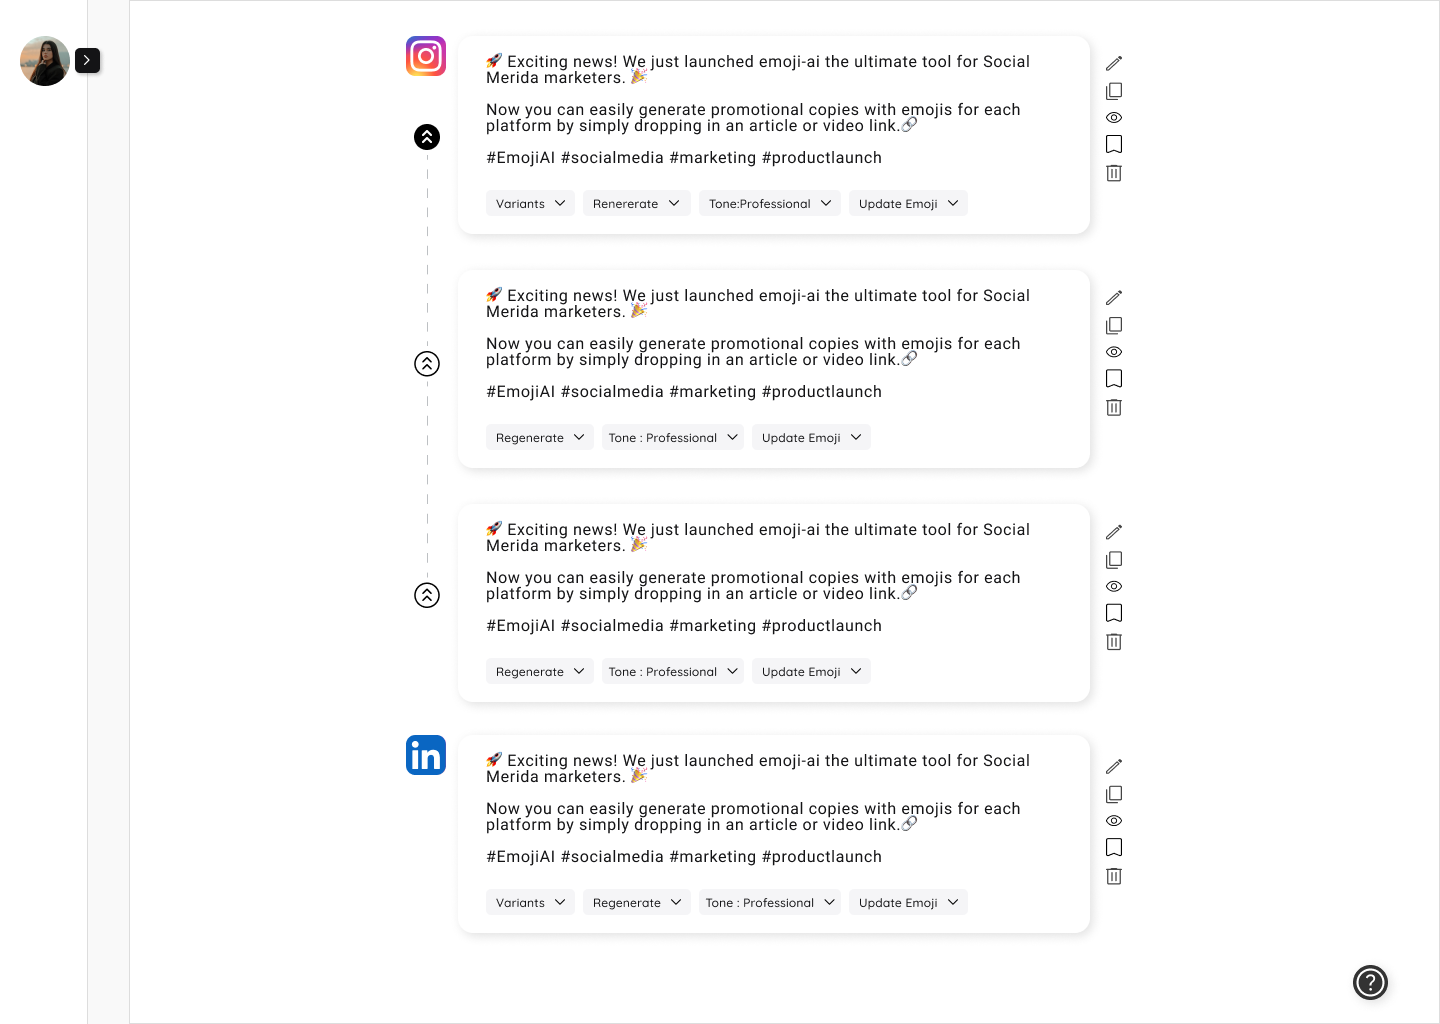 🚀 Exciting news! We just launched emoji-ai the ultimate tool for Social
Merida marketers. 🎉
Now you can easily generate promotional copies with emojis for each
platform by simply dropping in an article or video link.🔗
#EmojiAI #socialmedia #marketing #productlaunch
Variants Renererate Tone:Professional Update Emoji
🚀 Exciting news! We just launched emoji-ai the ultimate tool for Social
Merida marketers. 🎉
Now you can easily generate promotional copies with emojis for each
platform by simply dropping in an article or video link.🔗
#EmojiAI #socialmedia #marketing #productlaunch
Regenerate Tone : Professional Update Emoji
🚀 Exciting news! We just launched emoji-ai the ultimate tool for Social
Merida marketers. 🎉
Now you can easily generate promotional copies with emojis for each
platform by simply dropping in an article or video link.🔗
#EmojiAI #socialmedia #marketing #productlaunch
Regenerate Tone : Professional Update Emoji
in
🚀 Exciting news! We just launched emoji-ai the ultimate tool for Social
Merida marketers. 🎉
Now you can easily generate promotional copies with emojis for each
platform by simply dropping in an article or video link.🔗
#EmojiAI #socialmedia #marketing #productlaunch
Variants Regenerate Tone : Professional Update Emoji
?